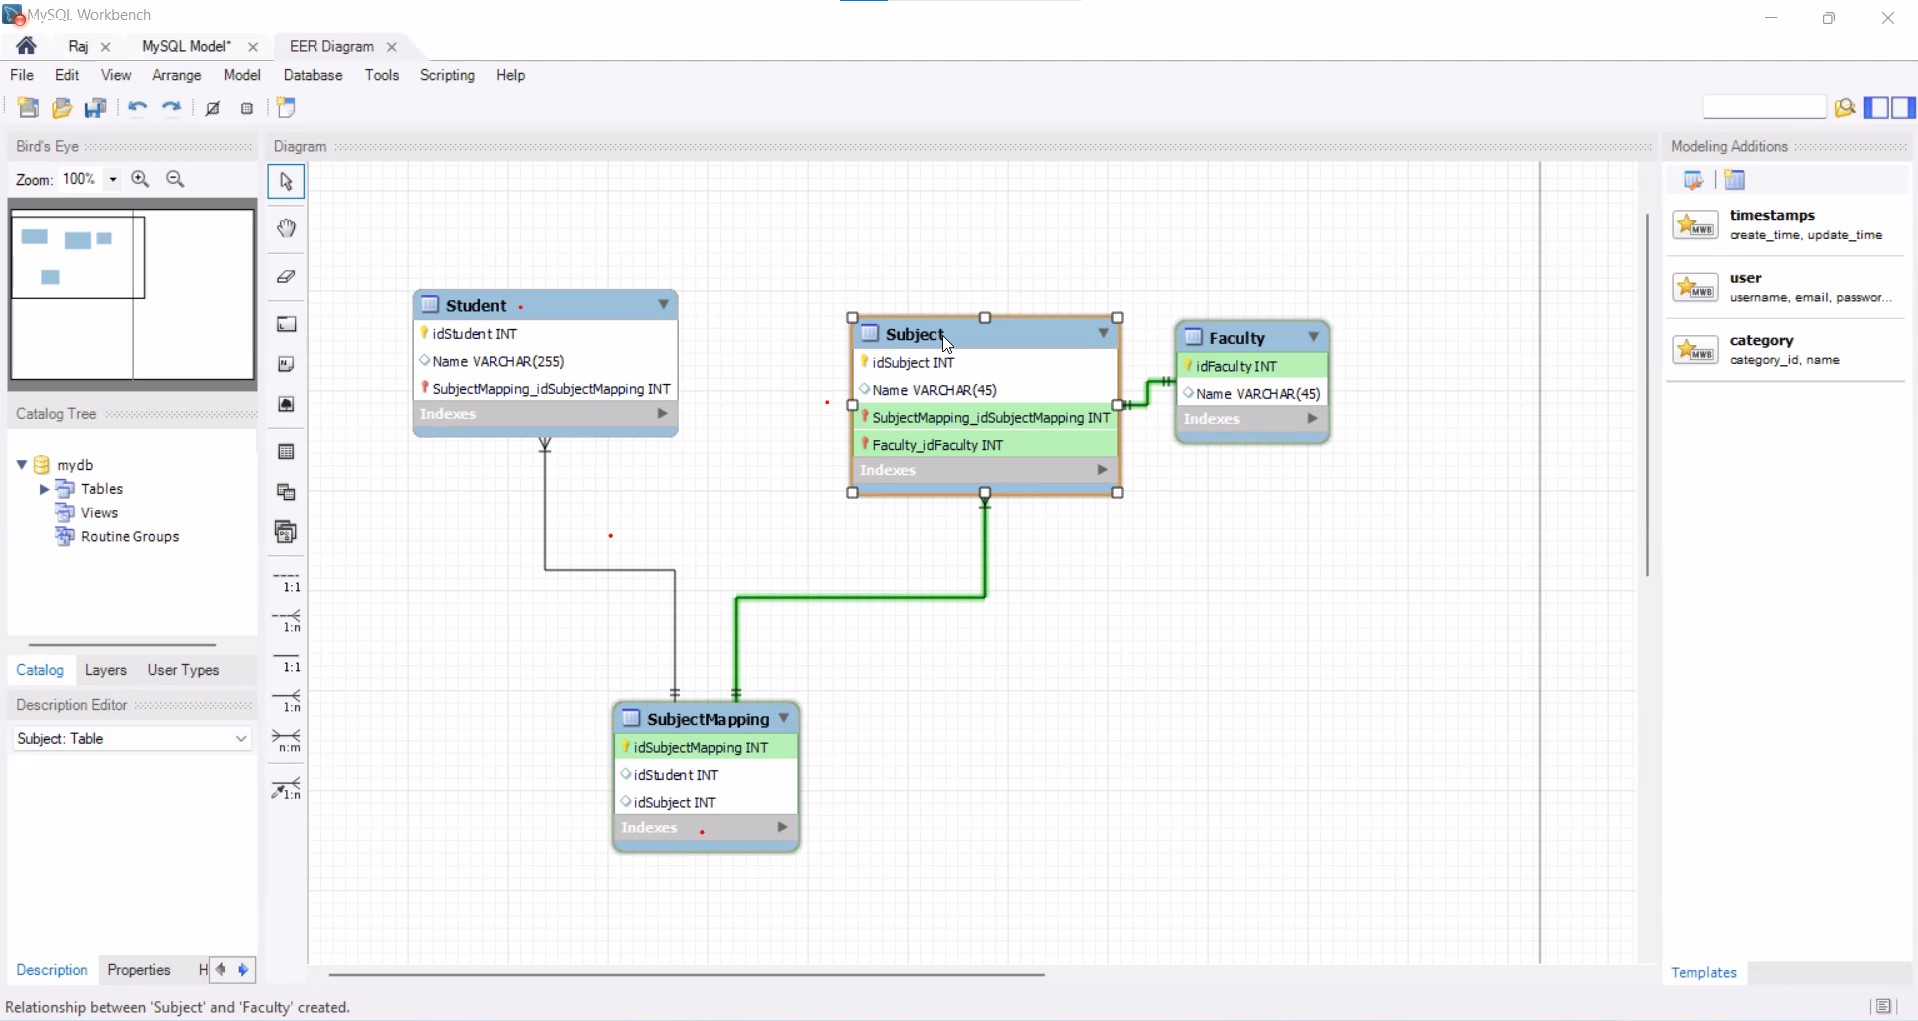 MySQL Workbench
Raj
MySQL Model*
EER Diagram
File Edit View Arrange Model Database Tools Scripting Help
Bird's Eye
Zoom: 100%
Catalog Tree
mydb
Tables
Views
Routine Groups
Catalog Layers User Types
Description Editor
Subject: Table
Description Properties H
Relationship between 'Subject' and 'Faculty' created.
Diagram
1:1
1:n
1:1
1:n
n:m
1:n
Student
idStudent INT
Name VARCHAR(255)
SubjectMapping_idSubjectMapping INT
Indexes
Subject
idSubject INT
Name VARCHAR(45)
SubjectMapping_idSubjectMapping INT
Faculty_idFaculty INT
Indexes
Faculty
idFaculty INT
Name VARCHAR(45)
Indexes
SubjectMapping
idSubjectMapping INT
idStudent INT
idSubject INT
Indexes
Modeling Additions
MWB
timestamps
create_time, update_time
MWB
user
username, email, passwor...
MWB
category
category_id, name
Templates